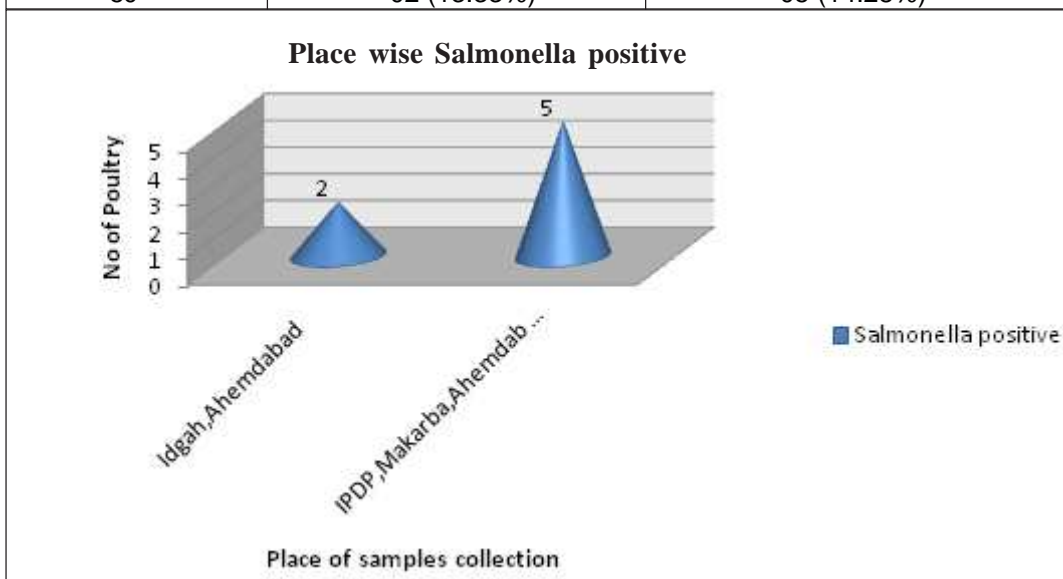 Place wise Salmonella positive
No of Poultry
5
4
3
2
1
0
2
5
Idgah,Ahemdabad
IPDP,Makarba,Ahemdab...
Salmonella positive
Place of samples collection